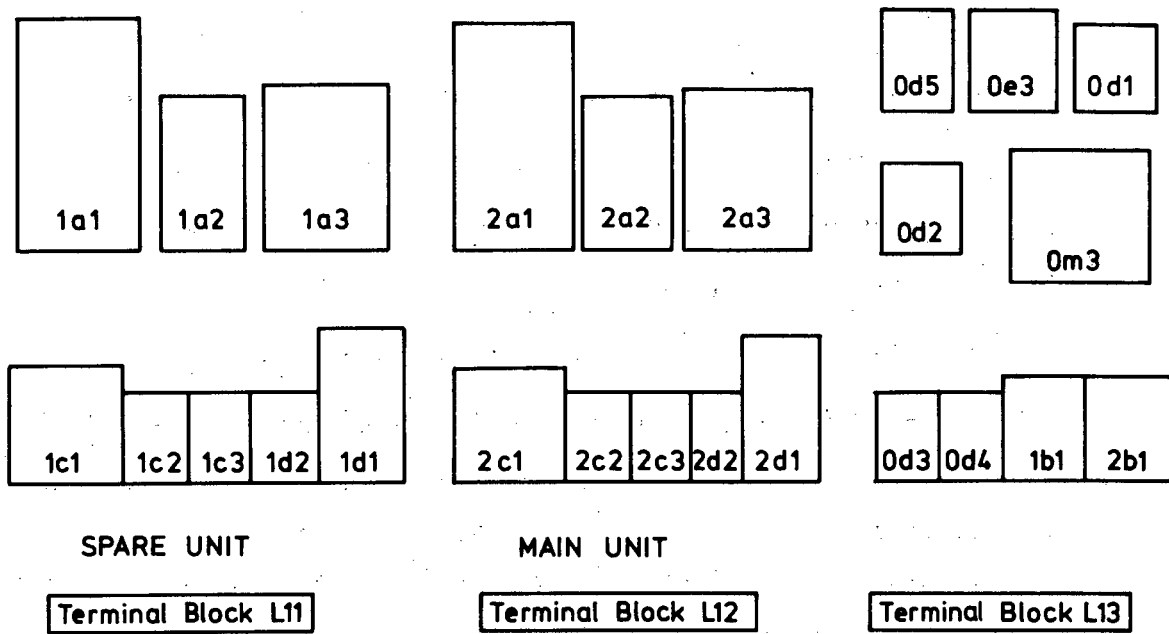 0d5 0e3 0d1
1a1 1a2 1a3 2a1 2a2 2a3 0d2 0m3
1c1 1c2 1c3 1d2 1d1 2c1 2c2 2c3 2d2 2d1 0d3 0d4 1b1 2b1
SPARE UNIT MAIN UNIT
Terminal Block L11 Terminal Block L12 Terminal Block L13